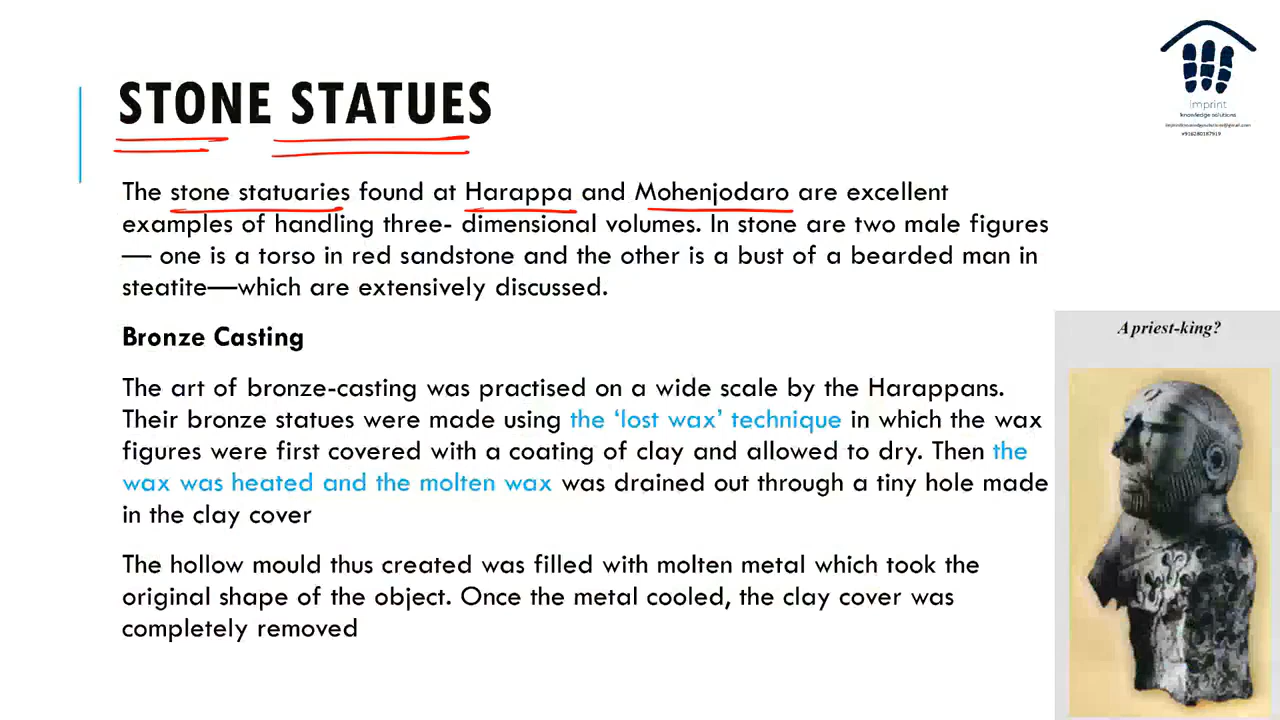 imprint
knowledge solutions
+916280187919
STONE STATUES
The stone statuaries found at Harappa and Mohenjodaro are excellent
examples of handling three- dimensional volumes. In stone are two male figures
— one is a torso in red sandstone and the other is a bust of a bearded man in
steatite—which are extensively discussed.
Bronze Casting
The art of bronze-casting was practised on a wide scale by the Harappans.
Their bronze statues were made using the ‘lost wax’ technique in which the wax
figures were first covered with a coating of clay and allowed to dry. Then the
wax was heated and the molten wax was drained out through a tiny hole made
in the clay cover
The hollow mould thus created was filled with molten metal which took the
original shape of the object. Once the metal cooled, the clay cover was
completely removed
A priest-king?